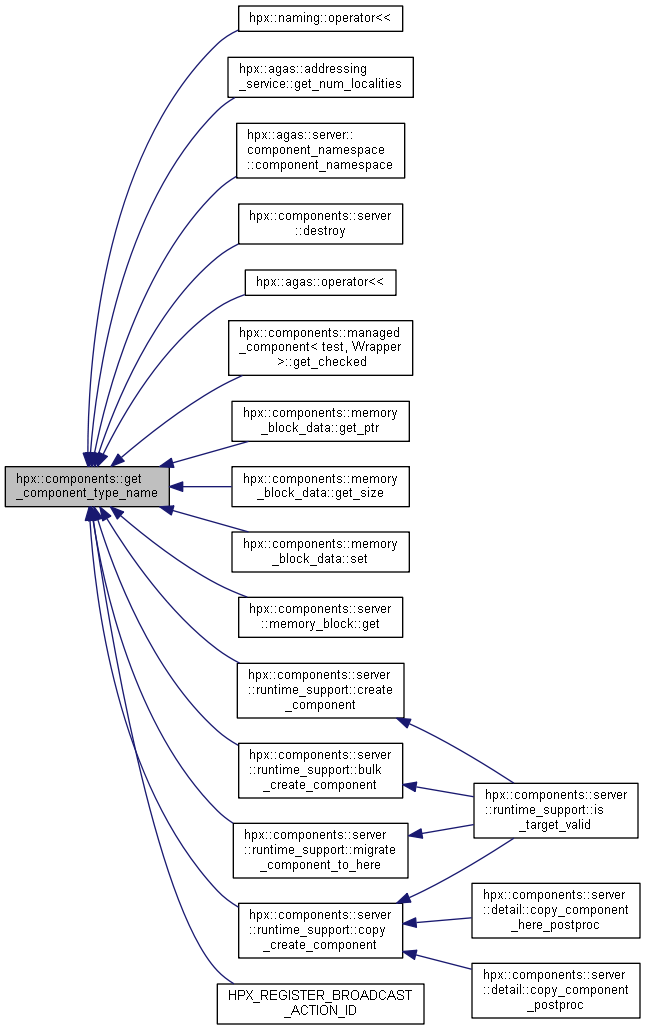 hpx::naming::operator<<
hpx::agas::addressing
_service::get_num_localities
hpx::agas::server::
component_namespace
::component_namespace
hpx::components::server
::destroy
hpx::agas::operator<<
hpx::components::managed
_component< test, Wrapper
>::get_checked
hpx::components::memory
_block_data::get_ptr
hpx::components::get
_component_type_name
hpx::components::memory
_block_data::get_size
hpx::components::memory
_block_data::set
hpx::components::server
::memory_block::get
hpx::components::server
::runtime_support::create
_component
hpx::components::server
::runtime_support::bulk
_create_component
hpx::components::server
::runtime_support::is
_target_valid
hpx::components::server
::runtime_support::migrate
_component_to_here
hpx::components::server
::runtime_support::copy
_create_component
hpx::components::server
::detail::copy_component
_here_postproc
hpx::components::server
::detail::copy_component
_postproc
HPX_REGISTER_BROADCAST
_ACTION_ID